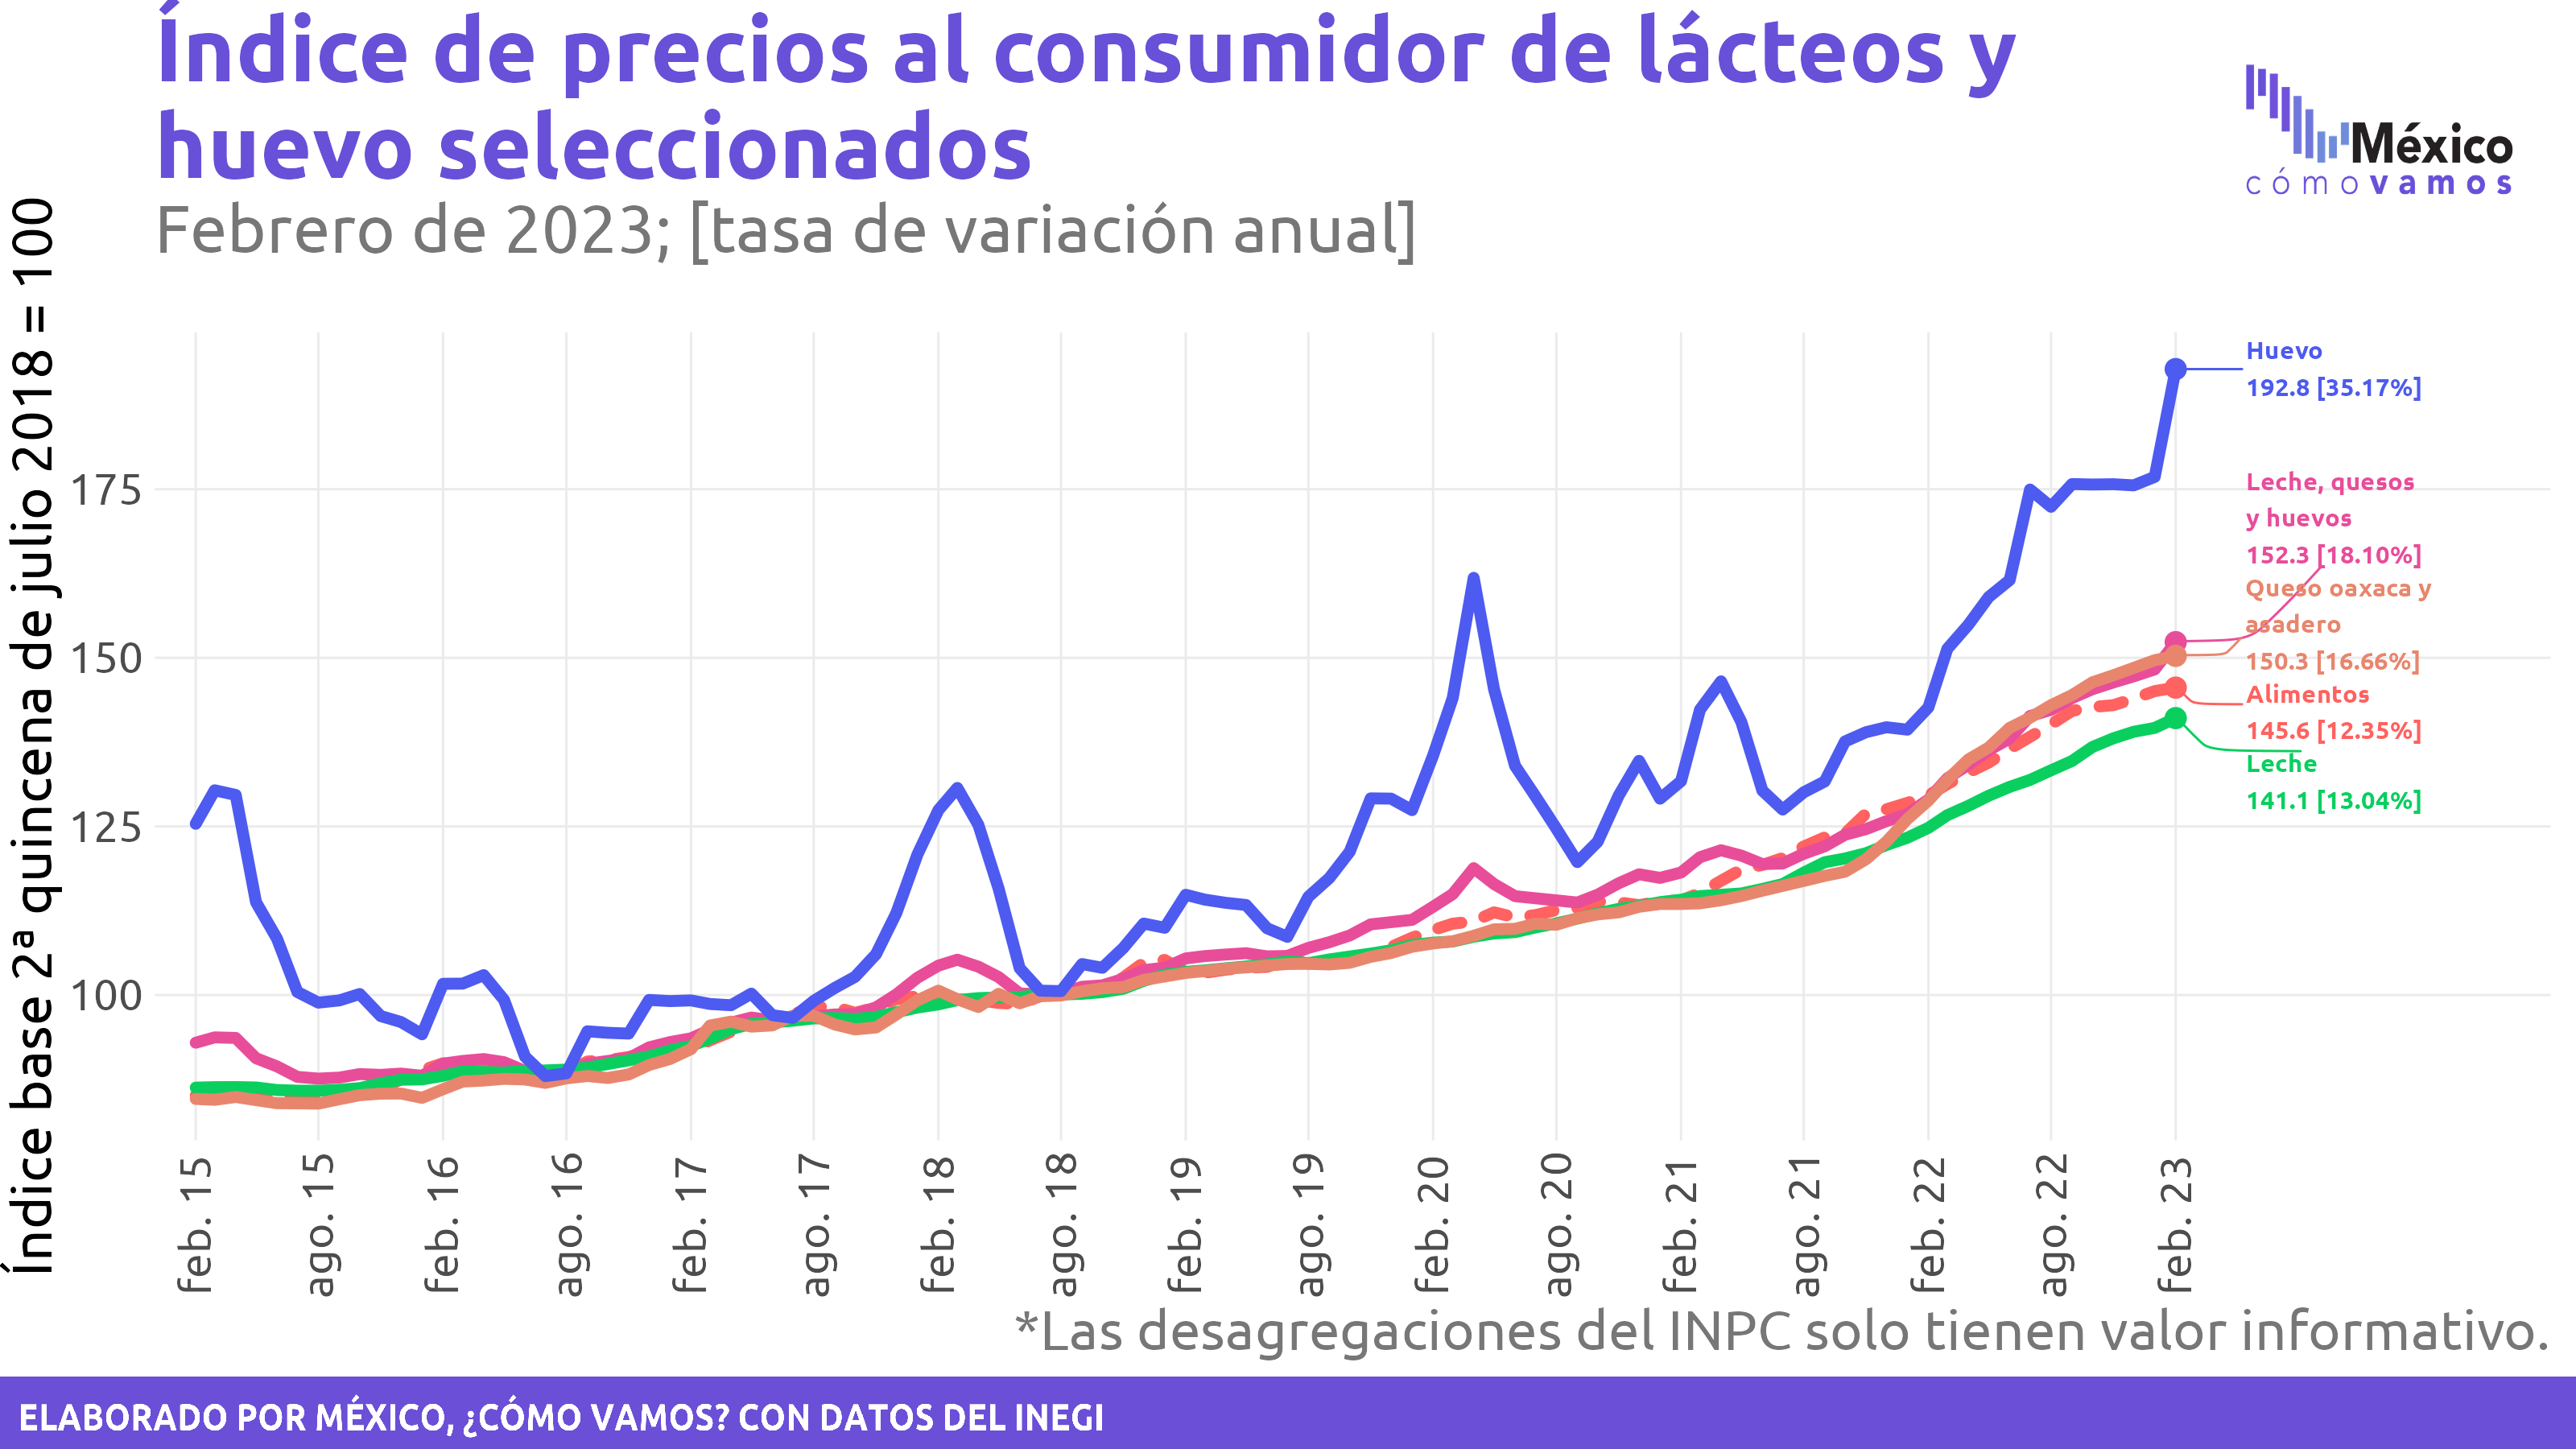 Índice de precios al consumidor de lácteos y
huevo seleccionados
Febrero de 2023; [tasa de variación anual]
México
cómo vamos
Índice base 2ª quincena de julio 2018 = 100
175
150
125
100
Huevo
192.8 [35.17%]
Leche, quesos
y huevos
152.3 [18.10%]
Queso oaxaca y
asadero
150.3 [16.66%]
Alimentos
145.6 [12.35%]
Leche
141.1 [13.04%]
feb. 15
ago. 15
feb. 16
ago. 16
feb. 17
ago. 17
feb. 18
ago. 18
feb. 19
ago. 19
feb. 20
ago. 20
feb. 21
ago. 21
feb. 22
ago. 22
feb. 23
*Las desagregaciones del INPC solo tienen valor informativo.
ELABORADO POR MÉXICO, ¿CÓMO VAMOS? CON DATOS DEL INEGI